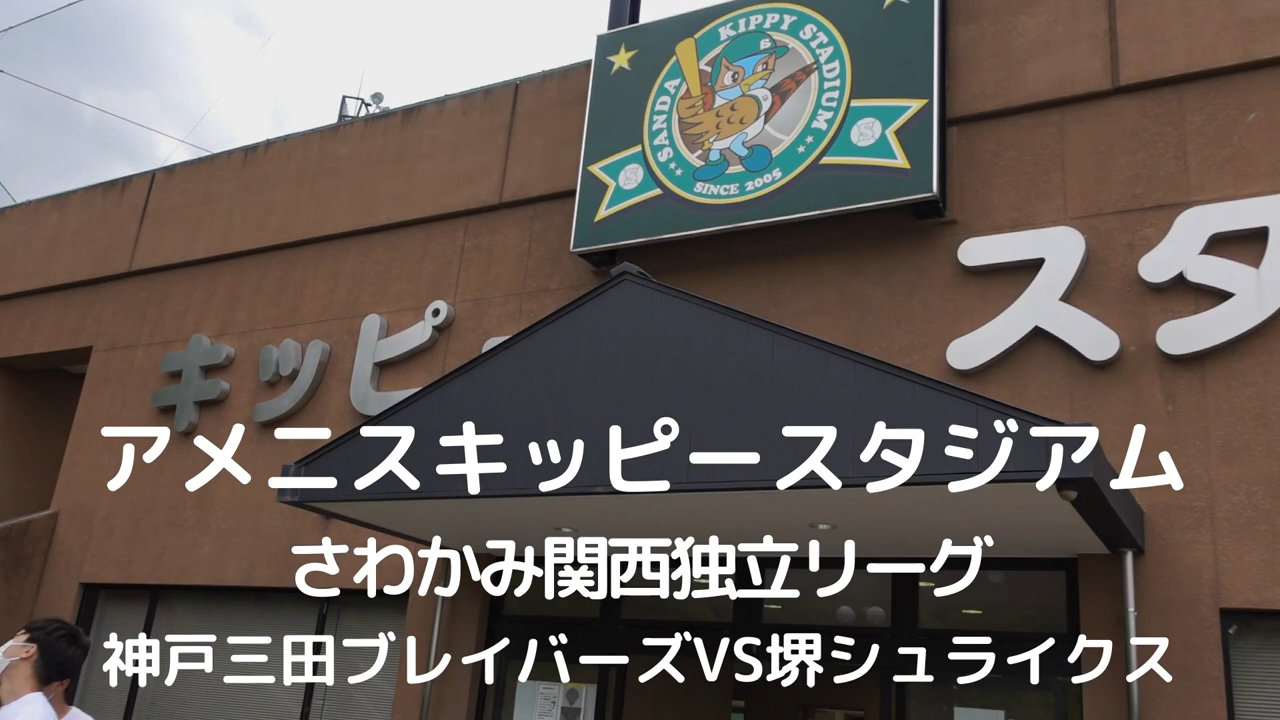 KIPPY STADIUM
SANDA
SINCE 2005
キッピー
スタ
アメニスキッピースタジアム
さわかみ関西独立リーグ
神戸三田ブレイバーズVS堺シュライクス